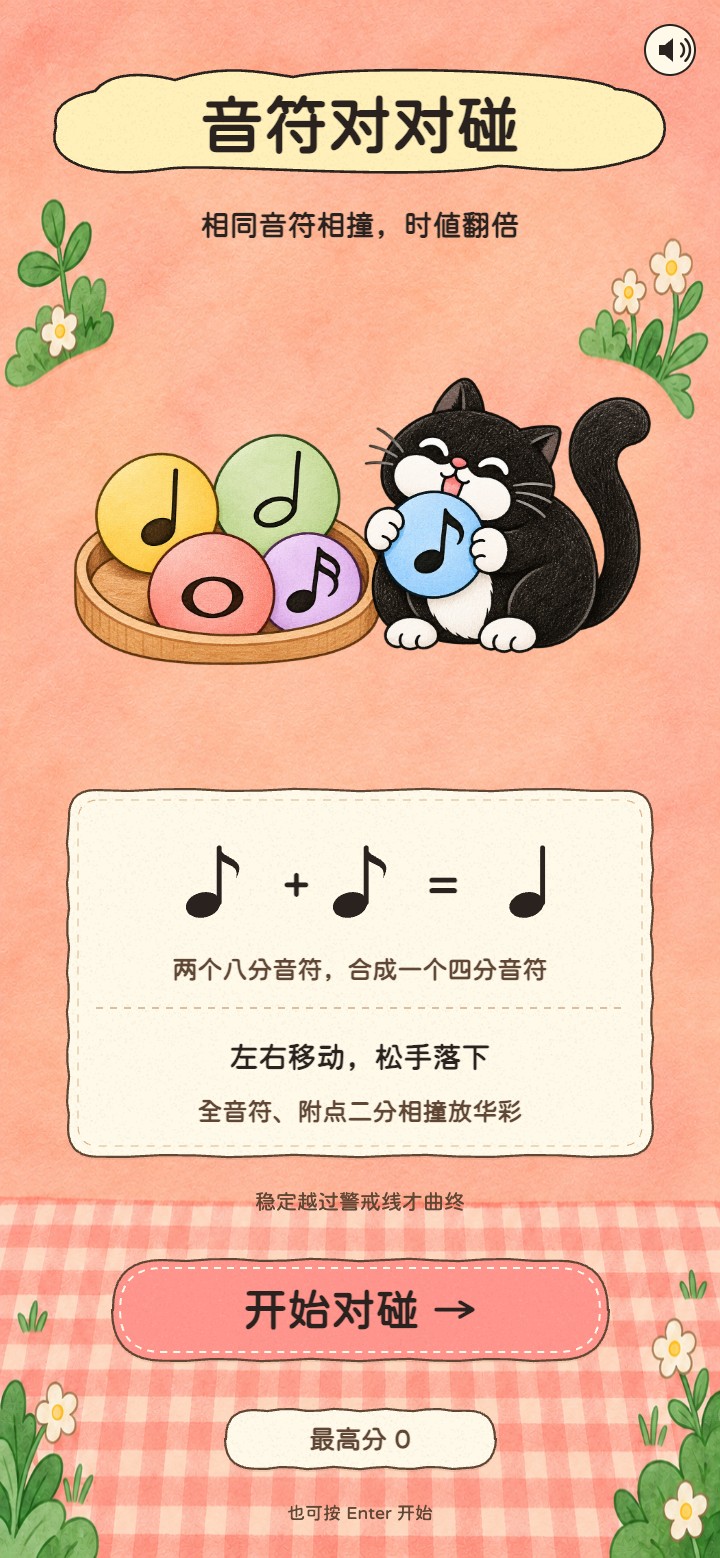 音符对对碰
相同音符相撞，时值翻倍
+ =
两个八分音符，合成一个四分音符
左右移动，松手落下
全音符、附点二分相撞放华彩
稳定越过警戒线才曲终
开始对碰 →
最高分 0
也可按 Enter 开始